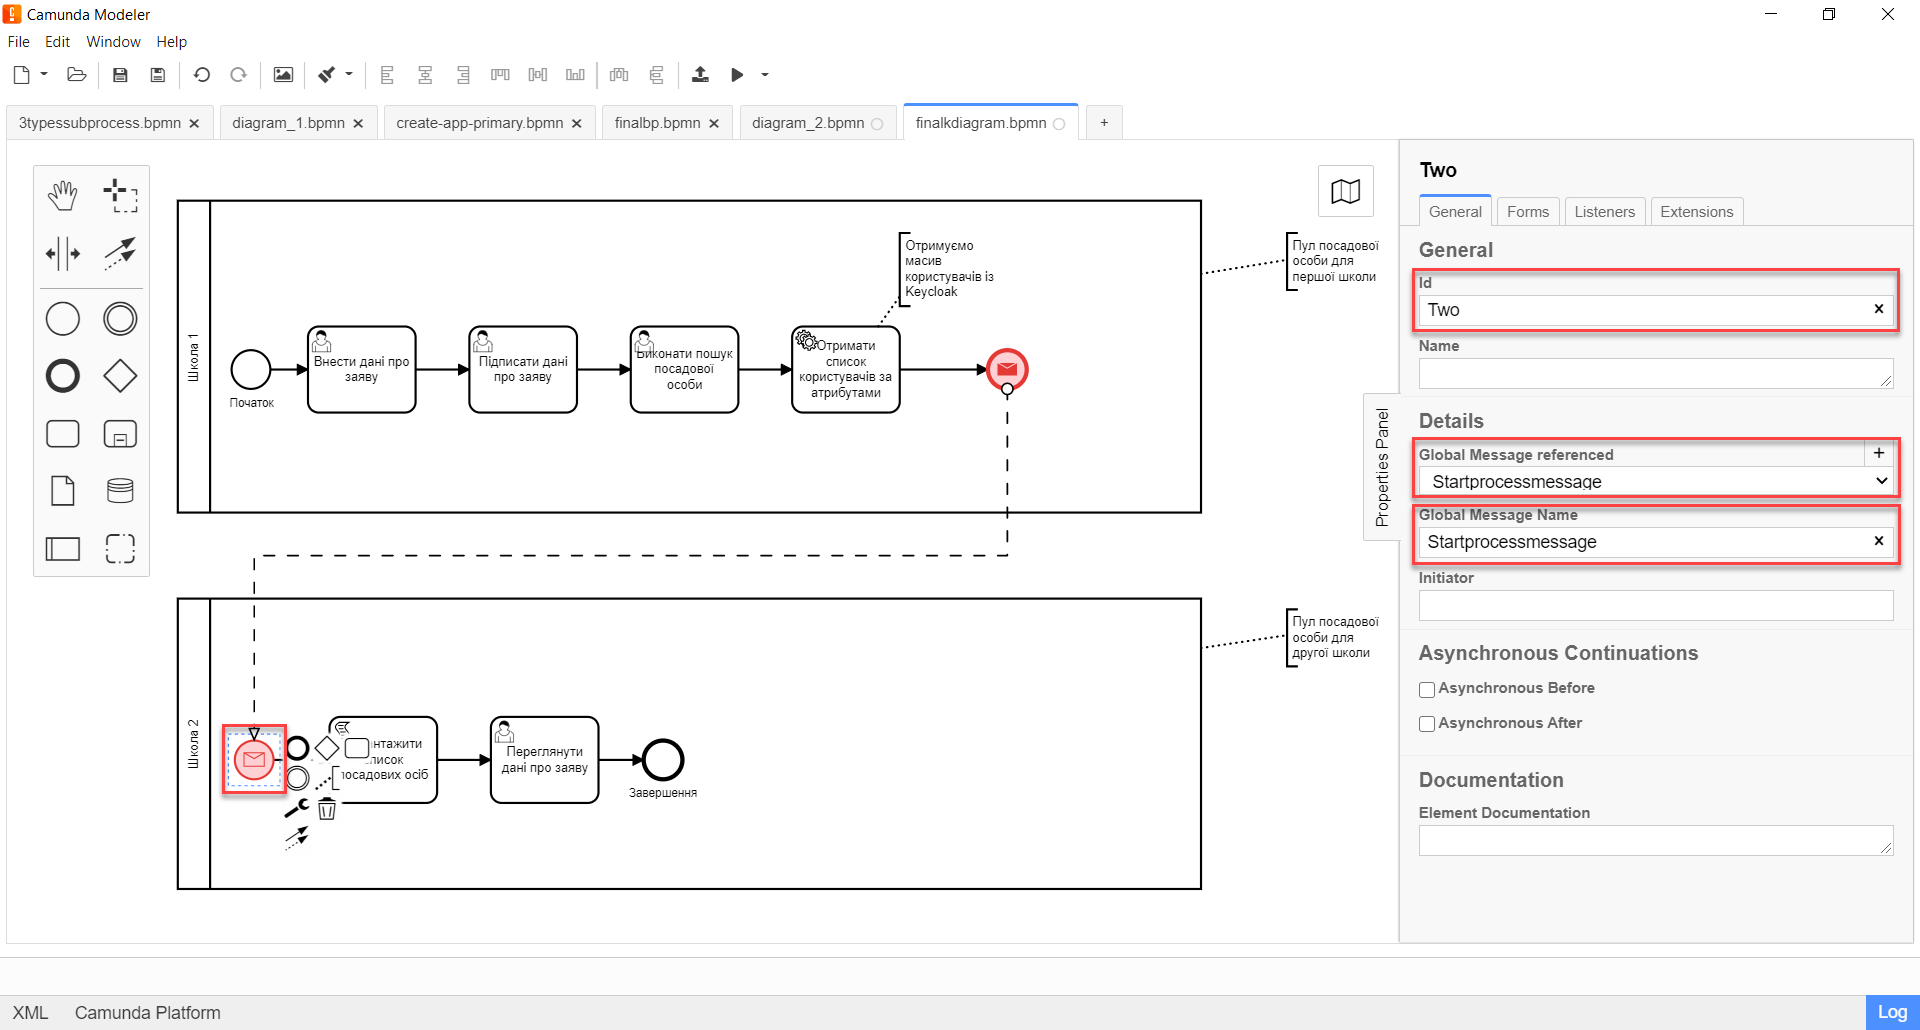 Camunda Modeler
File Edit Window Help
3typessubprocess.bpmn
diagram_1.bpmn
create-app-primary.bpmn
finalbp.bpmn
diagram_2.bpmn
finalkdiagram.bpmn
+
Школа 1
Початок
Внести дані про
заяву
Підписати дані
про заяву
Виконати пошук
посадової
особи
Отримати
список
користувачів за
атрибутами
Отримуємо
масив
користувачів із
Keycloak
Пул посадової
особи для
першої школи
Школа 2
нтажити
писок
посадових осіб
Переглянути
дані про заяву
Завершення
Пул посадової
особи для
другої школи
Properties Panel
Two
General Forms Listeners Extensions
General
Id
Two
Name
Details
Global Message referenced
+
Startprocessmessage
Global Message Name
Startprocessmessage
Initiator
Asynchronous Continuations
Asynchronous Before
Asynchronous After
Documentation
Element Documentation
XML Camunda Platform
Log